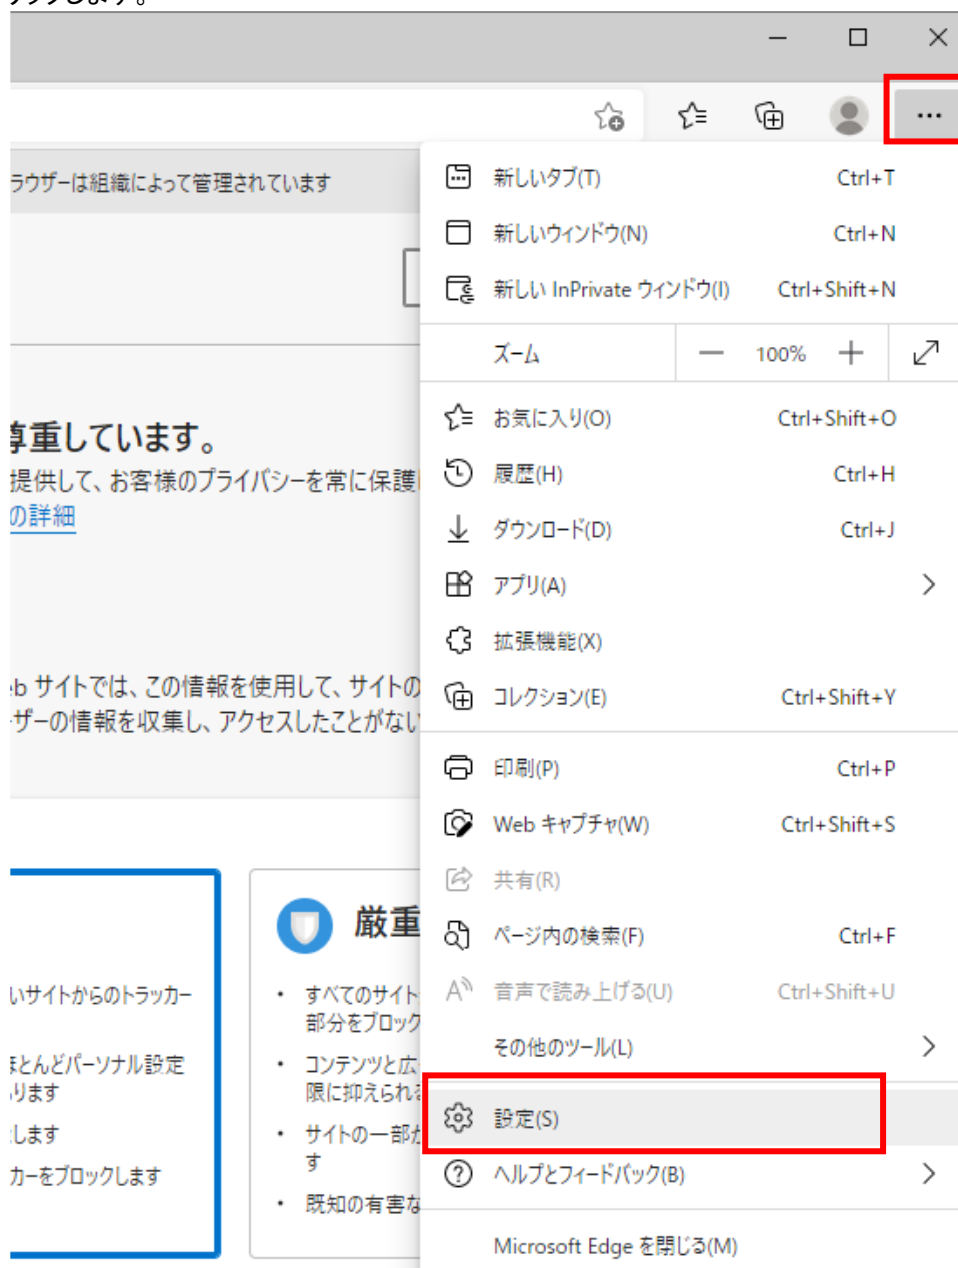 リックします。
ラウザーは組織によって管理されています
新しいタブ(T) Ctrl+T
新しいウィンドウ(N) Ctrl+N
新しい InPrivate ウィンドウ(I) Ctrl+Shift+N
ズーム 100%
お気に入り(O) Ctrl+Shift+O
履歴(H) Ctrl+H
ダウンロード(D) Ctrl+J
アプリ(A)
拡張機能(X)
コレクション(E) Ctrl+Shift+Y
印刷(P) Ctrl+P
Web キャプチャ(W) Ctrl+Shift+S
共有(R)
ページ内の検索(F) Ctrl+F
音声で読み上げる(U) Ctrl+Shift+U
その他のツール(L)
設定(S)
ヘルプとフィードバック(B)
Microsoft Edge を閉じる(M)
尊重しています。
提供して、お客様のプライバシーを常に保護
の詳細
eb サイトでは、この情報を使用して、サイトの
ザーの情報を収集し、アクセスしたことがない
いサイトからのトラッカー
ほとんどパーソナル設定
ります
します
カーをブロックします
厳重
・ すべてのサイト
部分をブロック
・ コンテンツと広
限に抑えられ
・ サイトの一部が
す
・ 既知の有害な